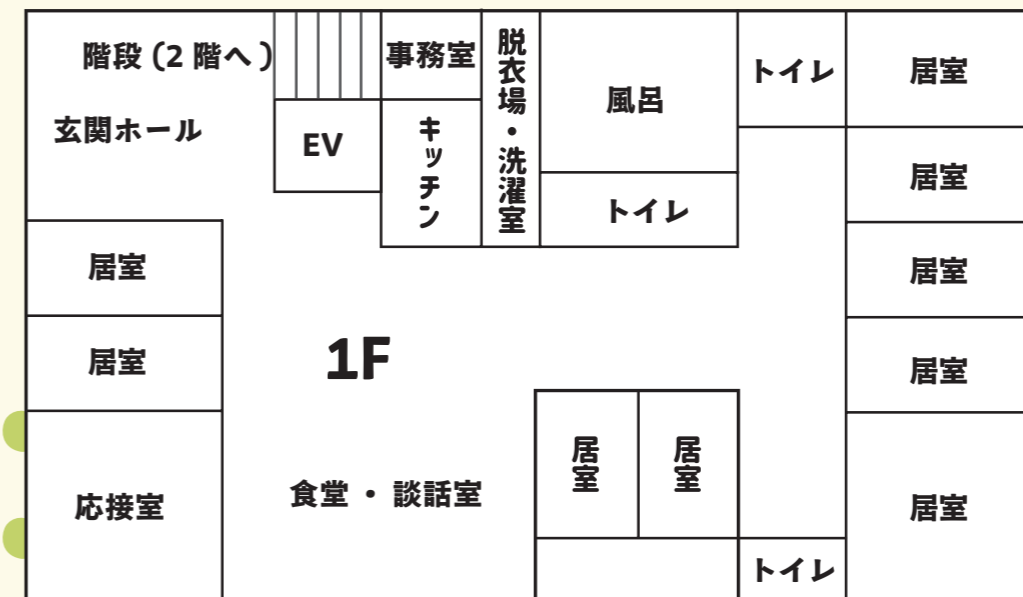 階段 (2 階へ )
事務室
脱衣場・洗濯室
風呂
トイレ
居室
玄関ホール
EV
キッチン
トイレ
居室
居室
居室
居室
1F
居室
居室
居室
応接室
食堂 ・ 談話室
居室
トイレ